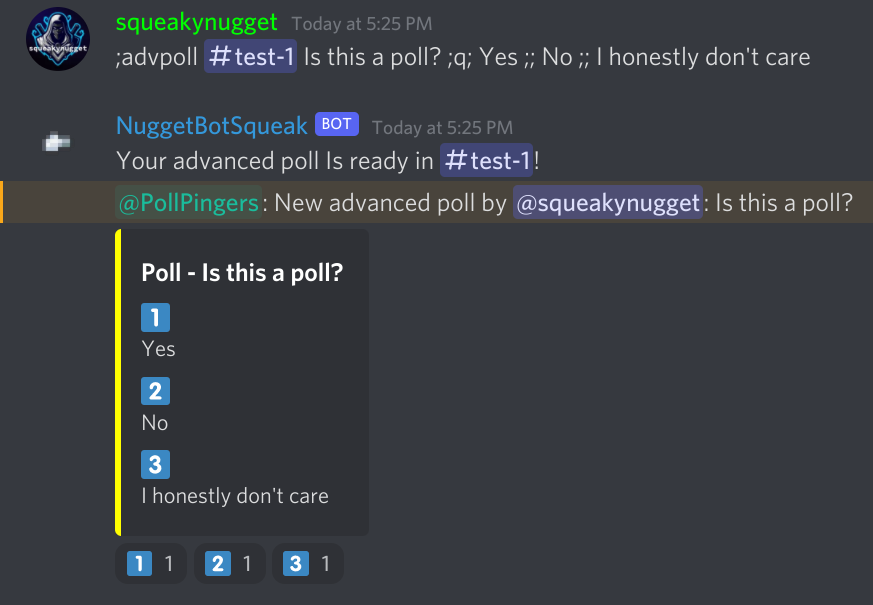 squeakynugget Today at 5:25 PM
squeakynugget
;advpoll #test-1 Is this a poll? ;q; Yes ;; No ;; I honestly don't care
NuggetBotSqueak BOT Today at 5:25 PM
Your advanced poll Is ready in #test-1!
@PollPingers: New advanced poll by @squeakynugget: Is this a poll?
Poll - Is this a poll?
1
Yes
2
No
3
I honestly don't care
1 1 2 1 3 1